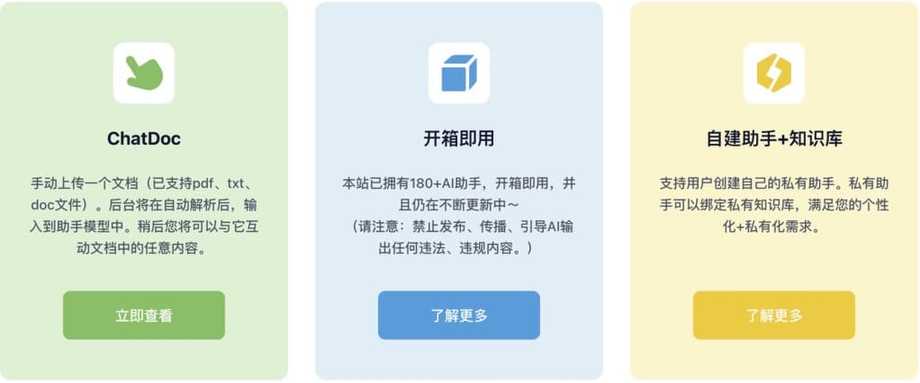 ChatDoc
手动上传一个文档（已支持pdf、txt、
doc文件）。后台将在自动解析后，输
入到助手模型中。稍后您将可以与它互
动文档中的任意内容。
立即查看
开箱即用
本站已拥有180+AI助手，开箱即用，并
且仍在不断更新中～
（请注意：禁止发布、传播、引导AI输
出任何违法、违规内容。）
了解更多
自建助手+知识库
支持用户创建自己的私有助手。私有助
手可以绑定私有知识库，满足您的个性
化+私有化需求。
了解更多